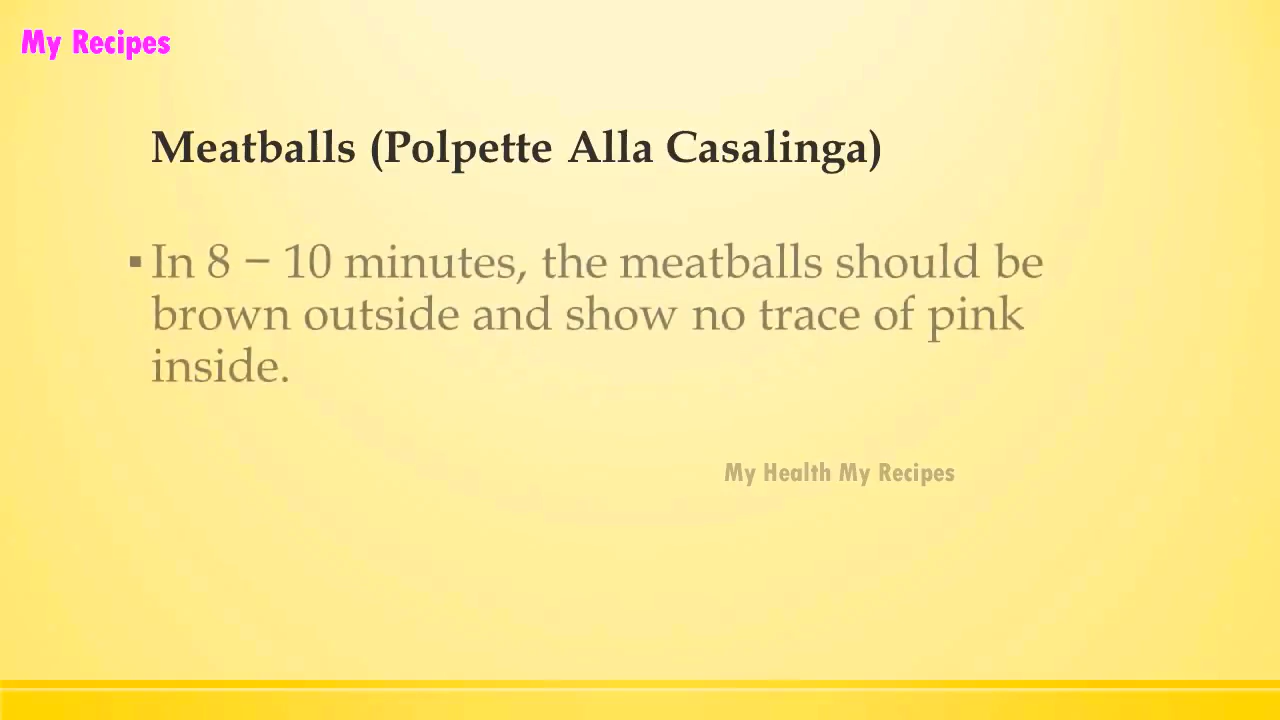 My Recipes
Meatballs (Polpette Alla Casalinga)
▪ In 8 – 10 minutes, the meatballs should be
brown outside and show no trace of pink
inside.
My Health My Recipes